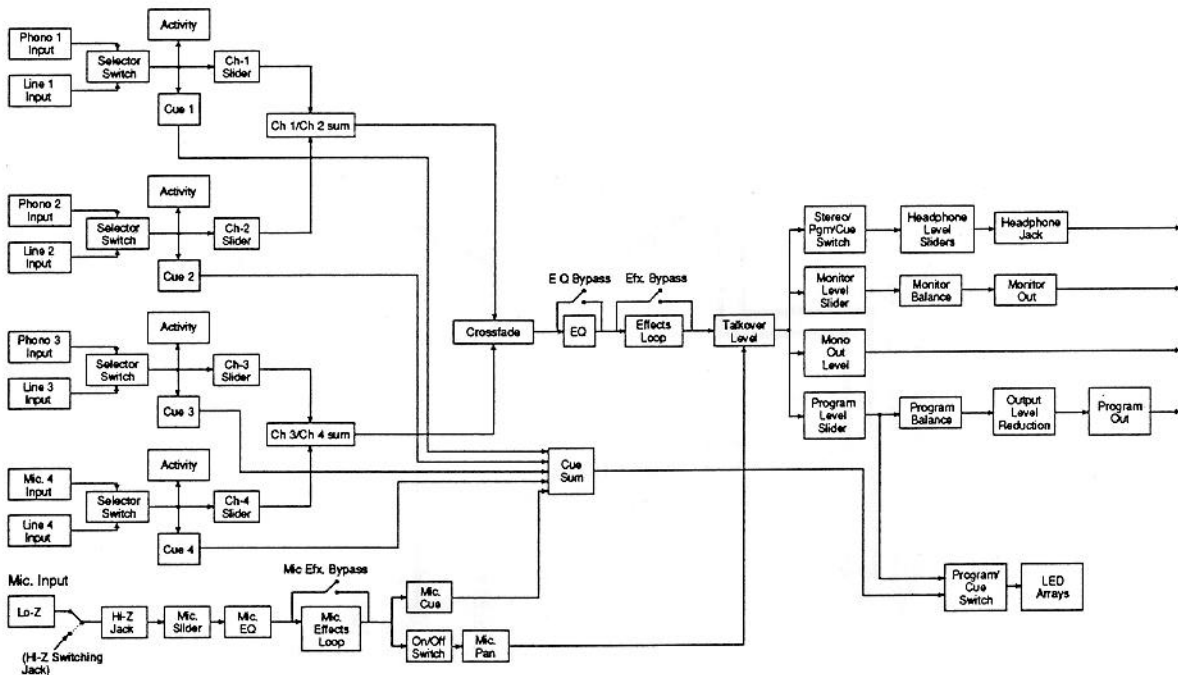 Phono 1
Input
Line 1
Input
Selector
Switch
Activity
Cue 1
Ch-1
Slider
Ch 1/Ch 2 sum
Phono 2
Input
Line 2
Input
Selector
Switch
Activity
Cue 2
Ch-2
Slider
Phono 3
Input
Line 3
Input
Selector
Switch
Activity
Cue 3
Ch-3
Slider
Ch 3/Ch 4 sum
Mic. 4
Input
Line 4
Input
Selector
Switch
Activity
Cue 4
Ch-4
Slider
Mic. Input
Lo-Z
(Hi-Z Switching
Jack)
Hi-Z
Jack
Mic.
Slider
Mic.
EQ
Mic Efx. Bypass
Mic.
Effects
Loop
Mic.
Cue
On/Off
Switch
Mic.
Pan
Crossfade
E Q Bypass
EQ
Efx. Bypass
Effects
Loop
Talkover
Level
Cue
Sum
Stereo/
Pgm/Cue
Switch
Headphone
Level
Sliders
Headphone
Jack
Monitor
Level
Slider
Monitor
Balance
Monitor
Out
Mono
Out
Level
Program
Level
Slider
Program
Balance
Output
Level
Reduction
Program
Out
Program/
Cue
Switch
LED
Arrays